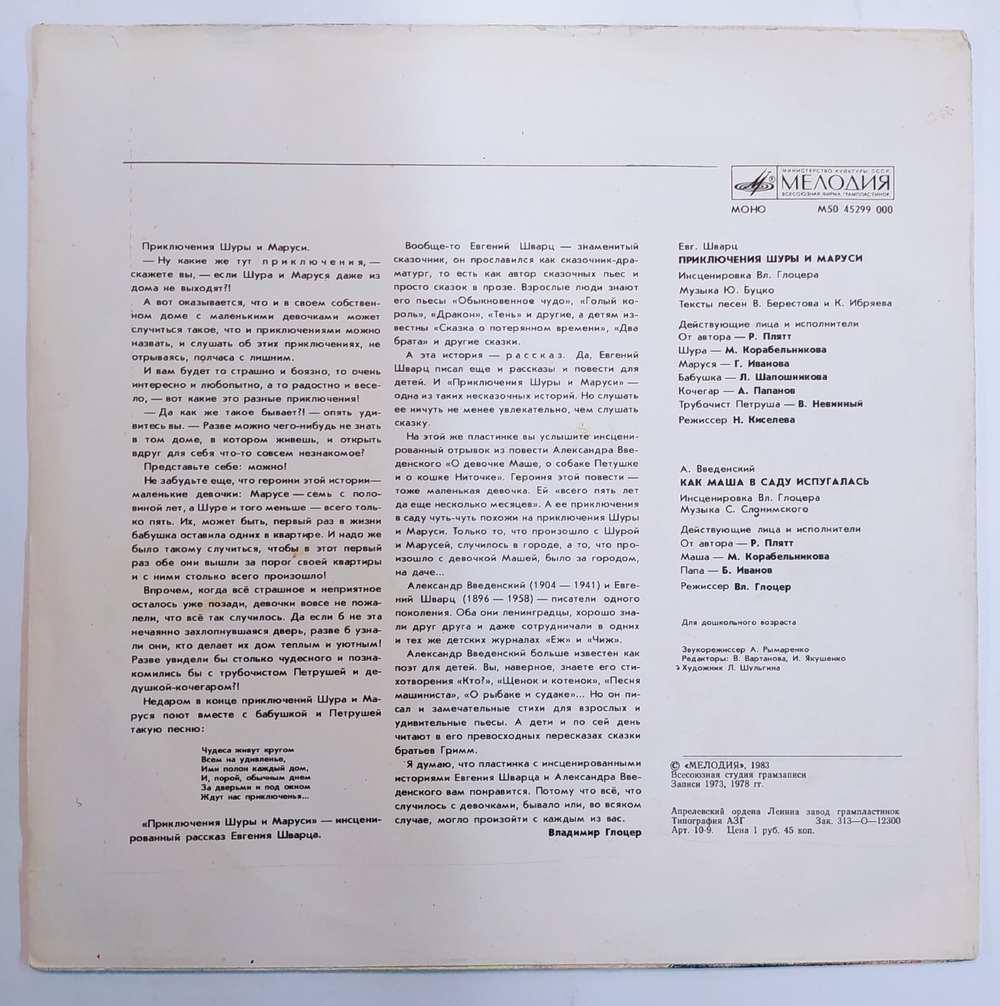 МИНИСТЕРСТВО КУЛЬТУРЫ СССР
МЕЛОДИЯ
ВСЕСОЮЗНАЯ ФИРМА ГРАМПЛАСТИНОК
МОНО М50 45299 000
Приключения Шуры и Маруси.
— Ну какие же тут приключения, —
скажете вы, — если Шура и Маруся даже из
дома не выходят?!
А вот оказывается, что и в своем собствен-
ном доме с маленькими девочками может
случиться такое, что и приключениями можно
назвать, и слушать об этих приключениях, не
отрываясь, полчаса с лишним.
И вам будет то страшно и боязно, то очень
интересно и любопытно, а то радостно и весе-
ло, — вот какие это разные приключения!
— Да как же такое бывает?! — опять уди-
витесь вы. — Разве можно чего-нибудь не знать
в том доме, в котором живешь, и открыть
вдруг для себя что-то совсем незнакомое?
Представьте себе: можно!
Не забудьте еще, что героини этой истории—
маленькие девочки: Марусе — семь с поло-
виной лет, а Шуре и того меньше — всего толь-
ко пять. Их, может быть, первый раз в жизни
бабушка оставила одних в квартире. И надо же
было такому случиться, чтобы в этот первый
раз обе они вышли за порог своей квартиры
и с ними столько всего произошло!
Впрочем, когда всё страшное и неприятное
осталось уже позади, девочки вовсе не пожа-
лели, что всё так случилось. Да если б не эта
нечаянно захлопнувшаяся дверь, разве б узна-
ли они, кто делает их дом теплым и уютным!
Разве увидели бы столько чудесного и позна-
комились бы с трубочистом Петрушей и де-
душкой-кочегаром?!
Недаром в конце приключений Шура и Ма-
руся поют вместе с бабушкой и Петрушей
такую песню:
Чудеса живут кругом
Всем на удивленье,
Ими полон каждый дом,
И, порой, обычным днем
За дверьми и под окном
Ждут нас приключенья...
«Приключения Шуры и Маруси» — инсцени-
рованный рассказ Евгения Шварца.
Вообще-то Евгений Шварц — знаменитый
сказочник, он прославился как сказочник-дра-
матург, то есть как автор сказочных пьес и
просто сказок в прозе. Взрослые люди знают
его пьесы «Обыкновенное чудо», «Голый ко-
роль», «Дракон», «Тень» и другие, а детям из-
вестны «Сказка о потерянном времени», «Два
брата» и другие сказки.
А эта история — рассказ. Да, Евгений
Шварц писал еще и рассказы и повести для
детей. И «Приключения Шуры и Маруси» —
одна из таких несказочных историй. Но слушать
ее ничуть не менее увлекательно, чем слушать
сказку.
На этой же пластинке вы услышите инсцени-
рованный отрывок из повести Александра Вве-
денского «О девочке Маше, о собаке Петушке
и о кошке Ниточке». Героиня этой повести —
тоже маленькая девочка. Ей «всего пять лет
да еще несколько месяцев». А ее приключения
в саду чуть-чуть похожи на приключения Шуры
и Маруси. Только то, что произошло с Шурой
и Марусей, случилось в городе, а то, что про-
изошло с девочкой Машей, было за городом,
на даче...
Александр Введенский (1904 — 1941) и Евге-
ний Шварц (1896 — 1958) — писатели одного
поколения. Оба они ленинградцы, хорошо зна-
ли друг друга и даже сотрудничали в одних
и тех же детских журналах «Еж» и «Чиж».
Александр Введенский больше известен как
поэт для детей. Вы, наверное, знаете его сти-
хотворения «Кто?», «Щенок и котенок», «Песня
машиниста», «О рыбаке и судаке»... Но он пи-
сал и замечательные стихи для взрослых и
удивительные пьесы. А дети и по сей день
читают в его превосходных пересказах сказки
братьев Гримм.
Я думаю, что пластинка с инсценированными
историями Евгения Шварца и Александра Вве-
денского вам понравится. Потому что всё, что
случилось с девочками, бывало или, во всяком
случае, могло произойти с каждым из вас.
Владимир Глоцер
Евг. Шварц
ПРИКЛЮЧЕНИЯ ШУРЫ И МАРУСИ
Инсценировка Вл. Глоцера
Музыка Ю. Буцко
Тексты песен В. Берестова и К. Ибряева
Действующие лица и исполнители
От автора — Р. Плятт
Шура — М. Корабельникова
Маруся — Г. Иванова
Бабушка — Л. Шапошникова
Кочегар — А. Папанов
Трубочист Петруша — В. Невинный
Режиссер Н. Киселева
А. Введенский
КАК МАША В САДУ ИСПУГАЛАСЬ
Инсценировка Вл. Глоцера
Музыка С. Слонимского
Действующие лица и исполнители
От автора — Р. Плятт
Маша — М. Корабельникова
Папа — Б. Иванов
Режиссер Вл. Глоцер
Для дошкольного возраста
Звукорежиссер А. Рымаренко
Редакторы: В. Вартанова, И. Якушенко
Художник Л. Шульгина
© «МЕЛОДИЯ», 1983
Всесоюзная студия грамзаписи
Записи 1973, 1978 гг.
Апрелевский ордена Ленина завод грампластинок
Типография АЗГ Зак. 313—О—12300
Арт. 10-9. Цена 1 руб. 45 коп.